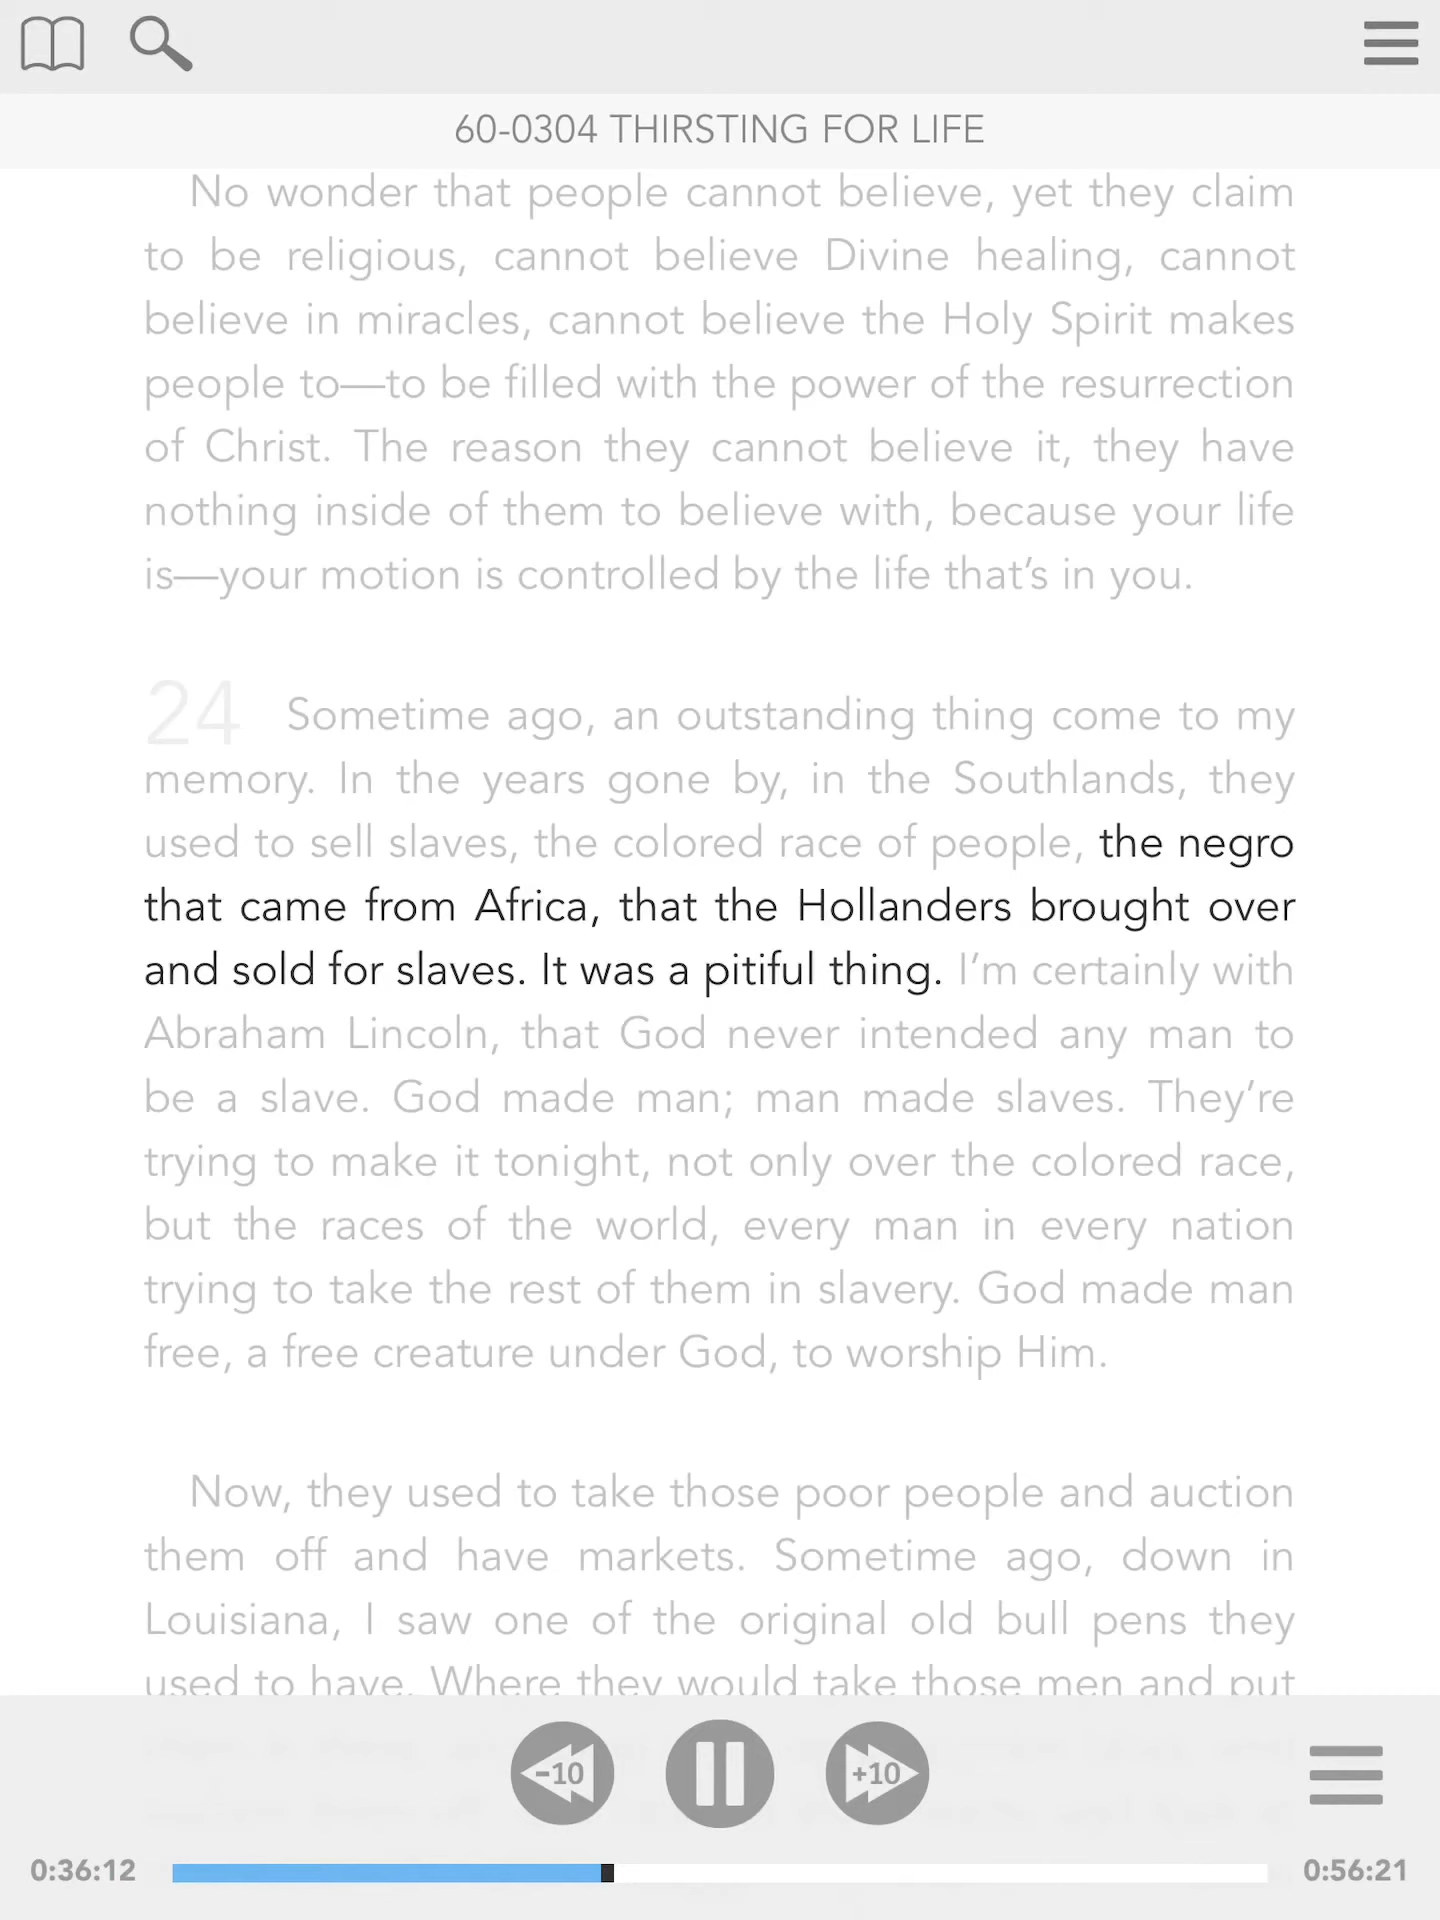 60-0304 THIRSTING FOR LIFE
No wonder that people cannot believe, yet they claim
to be religious, cannot believe Divine healing, cannot
believe in miracles, cannot believe the Holy Spirit makes
people to—to be filled with the power of the resurrection
of Christ. The reason they cannot believe it, they have
nothing inside of them to believe with, because your life
is—your motion is controlled by the life that’s in you.
24 Sometime ago, an outstanding thing come to my
memory. In the years gone by, in the Southlands, they
used to sell slaves, the colored race of people, the negro
that came from Africa, that the Hollanders brought over
and sold for slaves. It was a pitiful thing. I’m certainly with
Abraham Lincoln, that God never intended any man to
be a slave. God made man; man made slaves. They’re
trying to make it tonight, not only over the colored race,
but the races of the world, every man in every nation
trying to take the rest of them in slavery. God made man
free, a free creature under God, to worship Him.
Now, they used to take those poor people and auction
them off and have markets. Sometime ago, down in
Louisiana, I saw one of the original old bull pens they
used to have. Where they would take those men and put
-10 +10
0:36:12 0:56:21